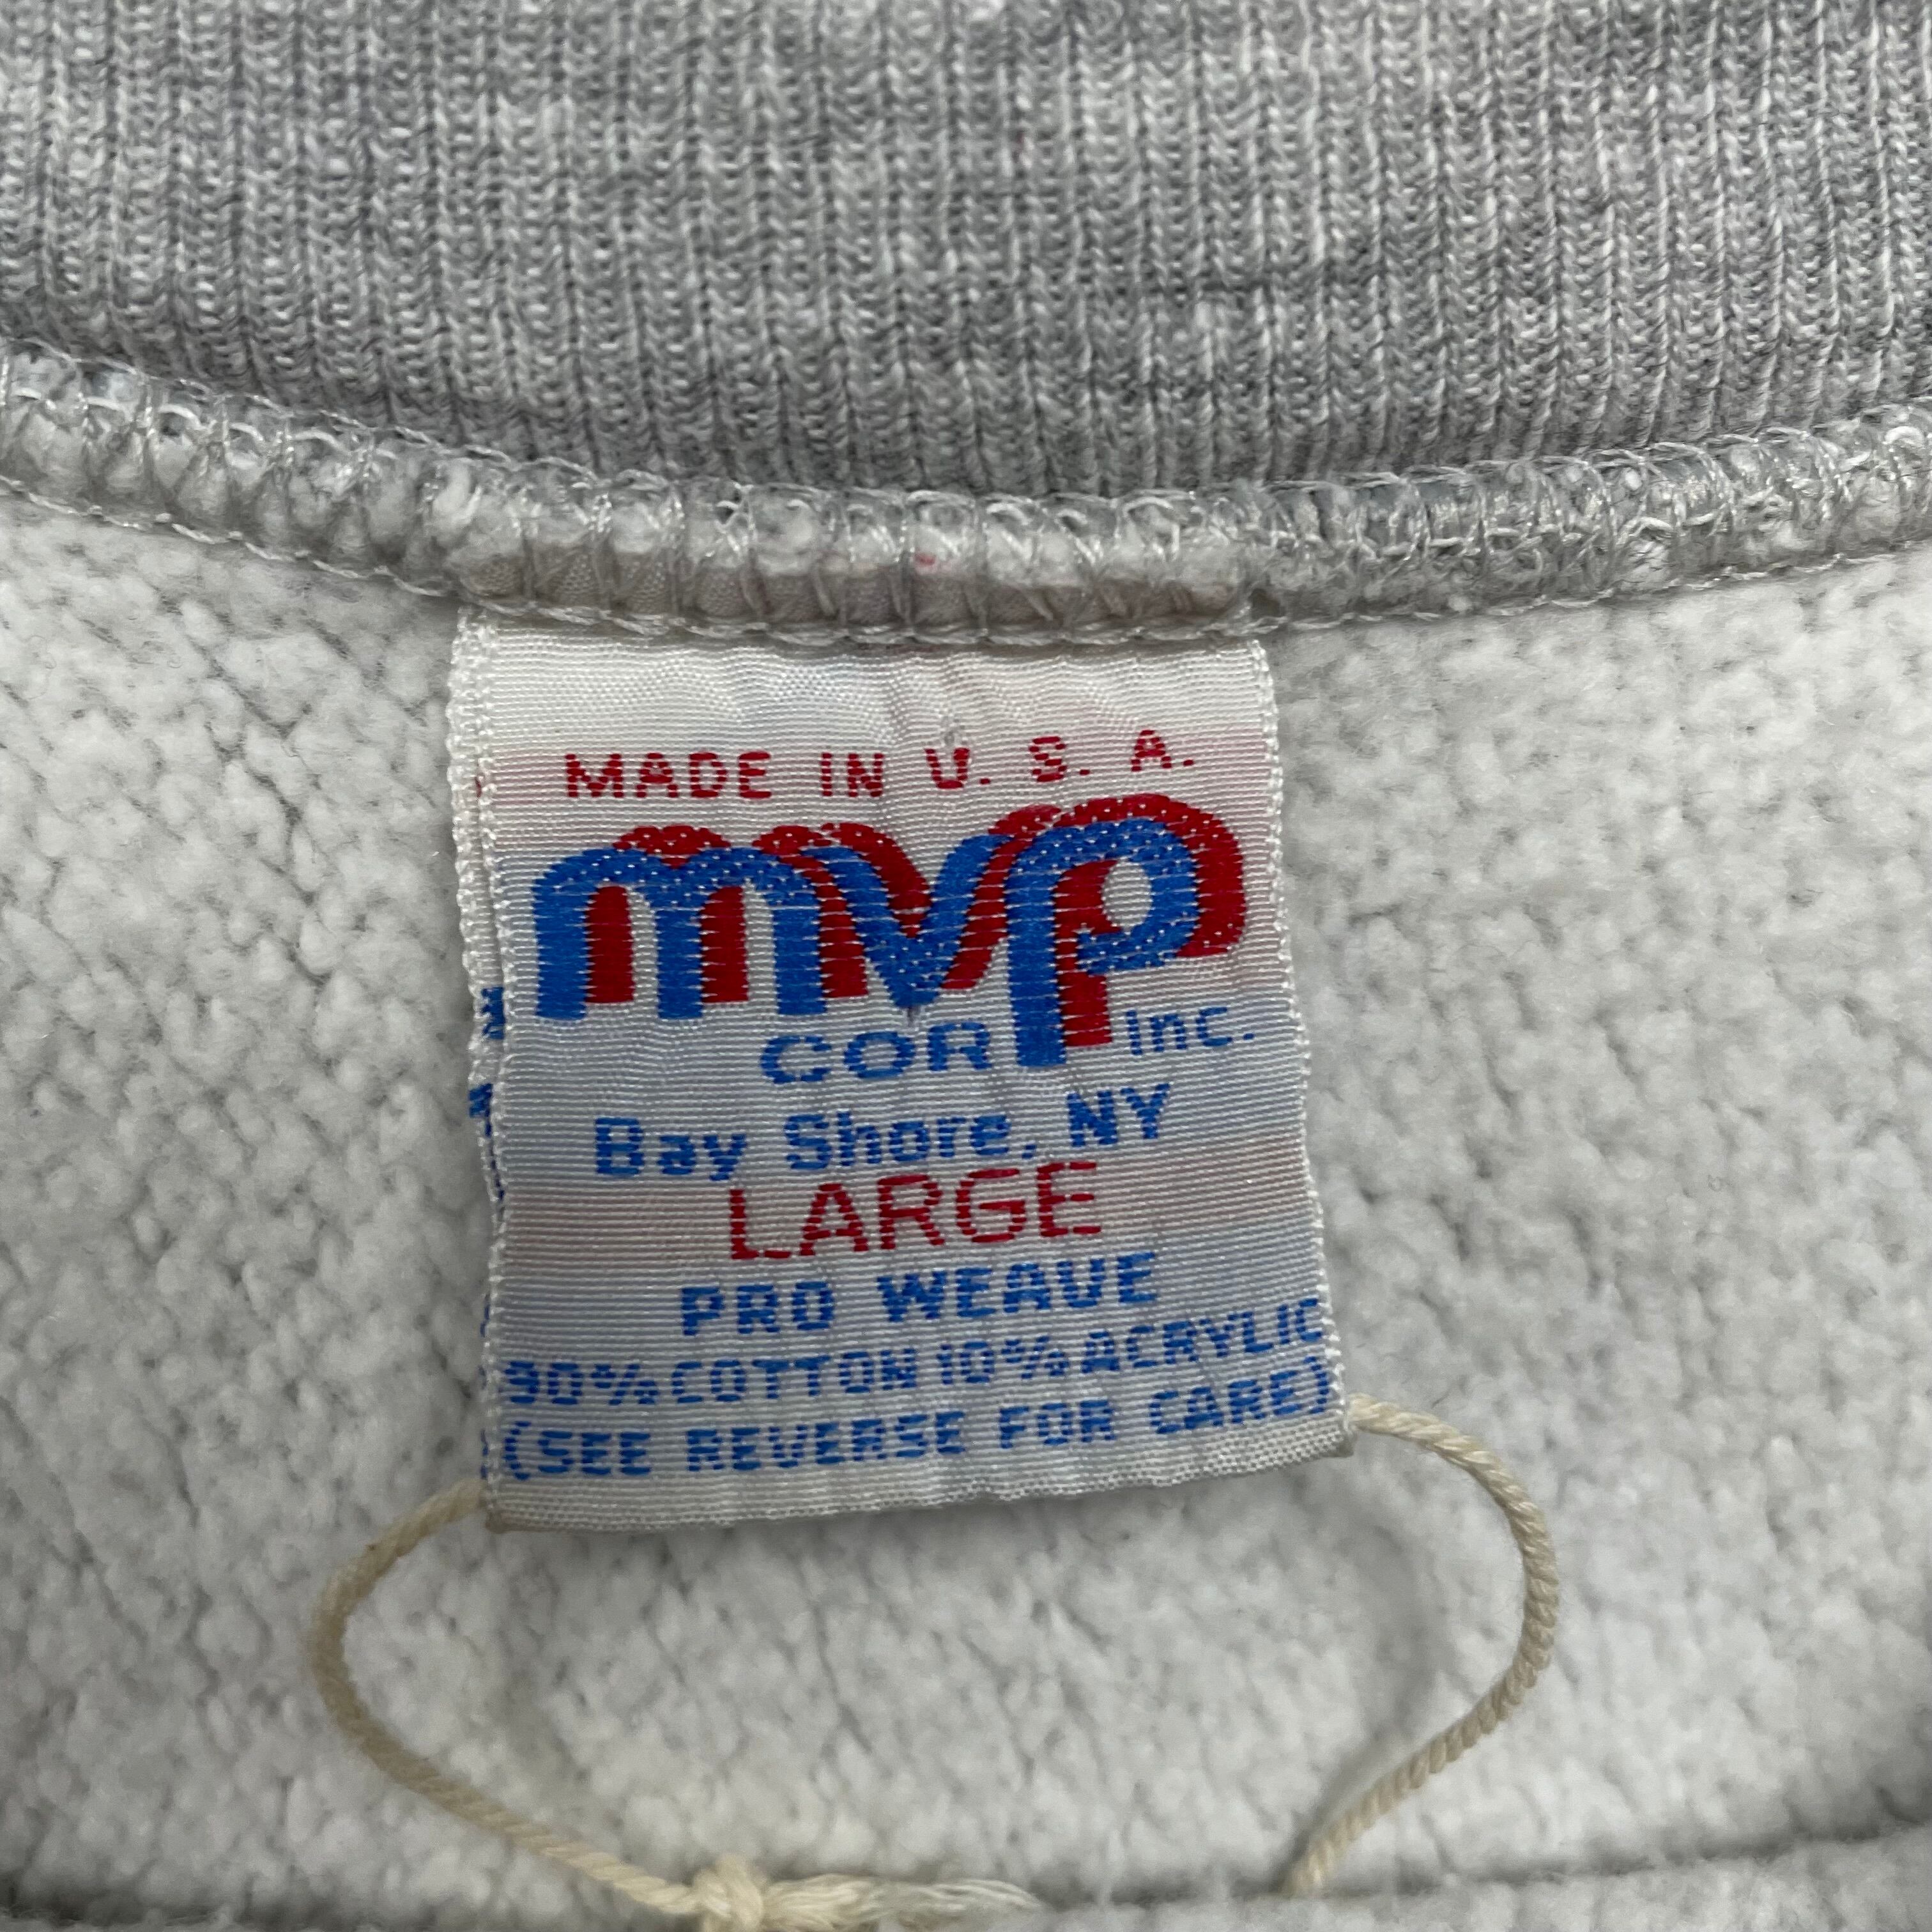 MADE IN U. S. A.
mvp
COR Inc.
Bay Shore, NY
LARGE
PRO WEAVE
90% COTTON 10% ACRYLIC
(SEE REVERSE FOR CARE)